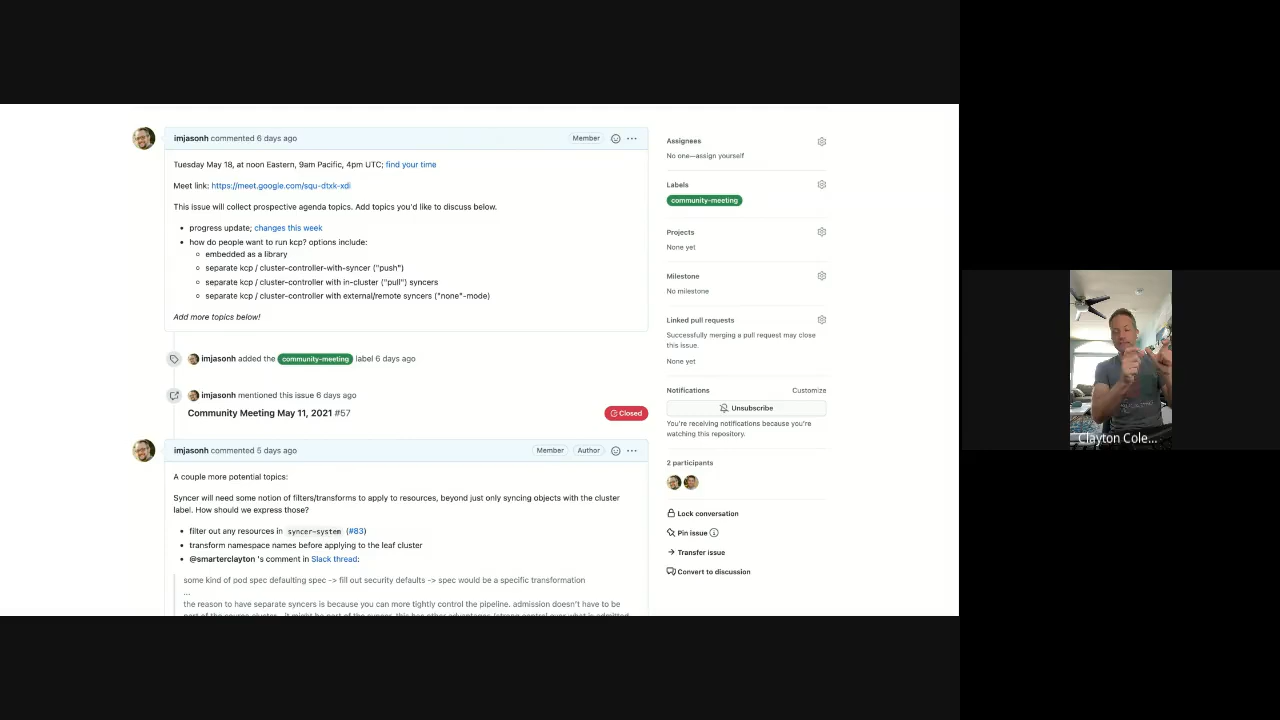 imjasonh commented 6 days ago
Member
Tuesday May 18, at noon Eastern, 9am Pacific, 4pm UTC; find your time
Meet link: https://meet.google.com/squ-dtxk-xdi
This issue will collect prospective agenda topics. Add topics you'd like to discuss below.
progress update; changes this week
how do people want to run kcp? options include:
embedded as a library
separate kcp / cluster-controller-with-syncer ("push")
separate kcp / cluster-controller with in-cluster ("pull") syncers
separate kcp / cluster-controller with external/remote syncers ("none"-mode)
Add more topics below!
imjasonh added the community-meeting label 6 days ago
imjasonh mentioned this issue 6 days ago
Community Meeting May 11, 2021 #57
Closed
imjasonh commented 5 days ago
Member Author
A couple more potential topics:
Syncer will need some notion of filters/transforms to apply to resources, beyond just only syncing objects with the cluster
label. How should we express those?
filter out any resources in syncer-system (#83)
transform namespace names before applying to the leaf cluster
@smarterclayton 's comment in Slack thread:
some kind of pod spec defaulting spec -> fill out security defaults -> spec would be a specific transformation
...
the reason to have separate syncers is because you can more tightly control the pipeline. admission doesn't have to be
Assignees
No one—assign yourself
Labels
community-meeting
Projects
None yet
Milestone
No milestone
Linked pull requests
Successfully merging a pull request may close
this issue.
None yet
Notifications
Customize
Unsubscribe
You're receiving notifications because you're
watching this repository.
2 participants
Lock conversation
Pin issue
Transfer issue
Convert to discussion
Clayton Cole...